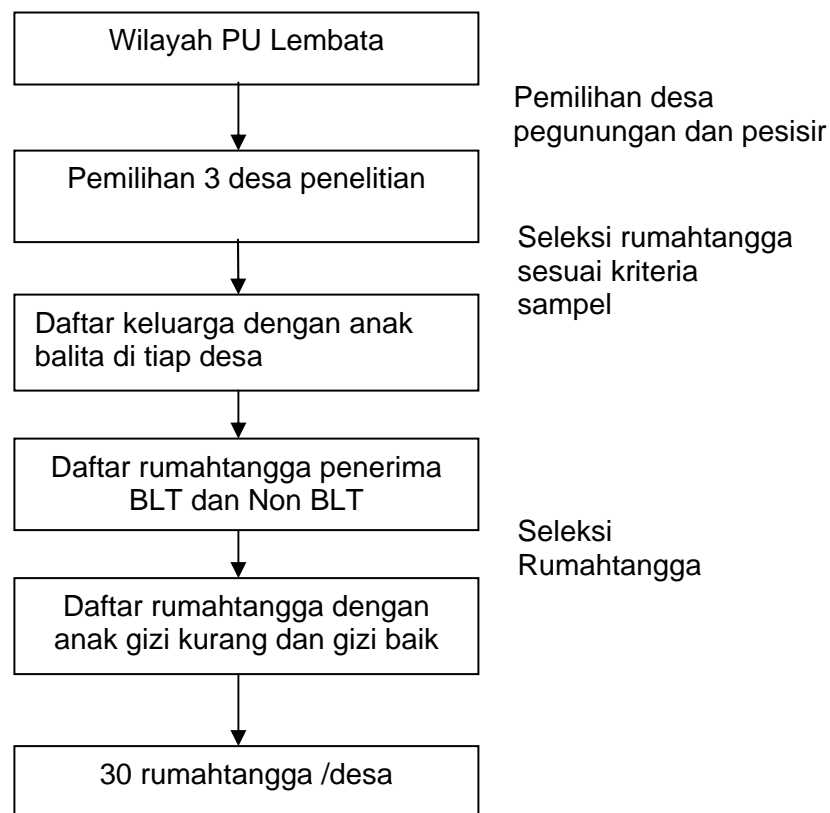 Wilayah PU Lembata
Pemilihan desa
pegunungan dan pesisir
Pemilihan 3 desa penelitian
Seleksi rumahtangga
sesuai kriteria
sampel
Daftar keluarga dengan anak
balita di tiap desa
Daftar rumahtangga penerima
BLT dan Non BLT
Seleksi
Rumahtangga
Daftar rumahtangga dengan
anak gizi kurang dan gizi baik
30 rumahtangga /desa